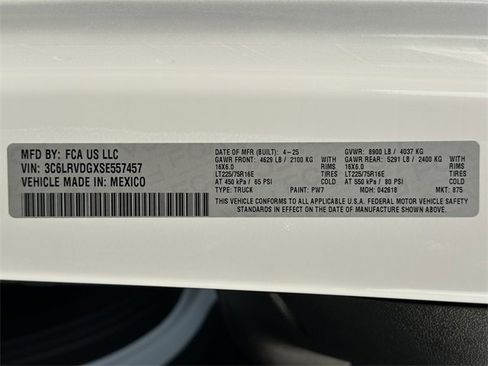 MFD BY: FCA US LLC
VIN: 3C6LRVDGXSE557457
VEHICLE MADE IN: MEXICO
DATE OF MFR (BUILT): 4-25 GVWR: 8900 LB / 4037 KG
GAWR FRONT: 4629 LB / 2100 KG WITH GAWR REAR: 5291 LB / 2400 KG WITH
16X6.0 RIMS 16X6.0 RIMS
LT225/75R16E TIRES LT225/75R16E TIRES
AT 450 kPa / 65 PSI COLD AT 550 kPa / 80 PSI COLD
TYPE: TRUCK PAINT: PW7 MDH: 042618 MKT: 875
THIS VEHICLE CONFORMS TO ALL APPLICABLE U.S.A. FEDERAL MOTOR VEHICLE SAFETY
STANDARDS IN EFFECT ON THE DATE OF MANUFACTURE SHOWN ABOVE.